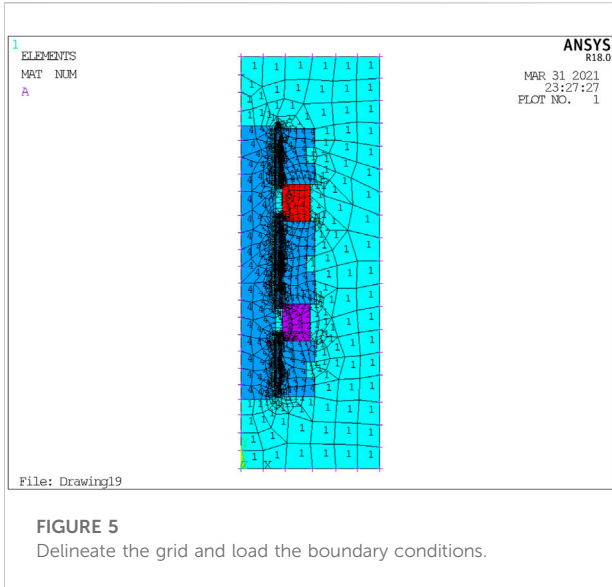 1
ELEMENTS
MAT NUM
A
ANSYS
R18.0
MAR 31 2021
23:27:27
PLOT NO. 1
X
File: Drawing19
FIGURE 5
Delineate the grid and load the boundary conditions.